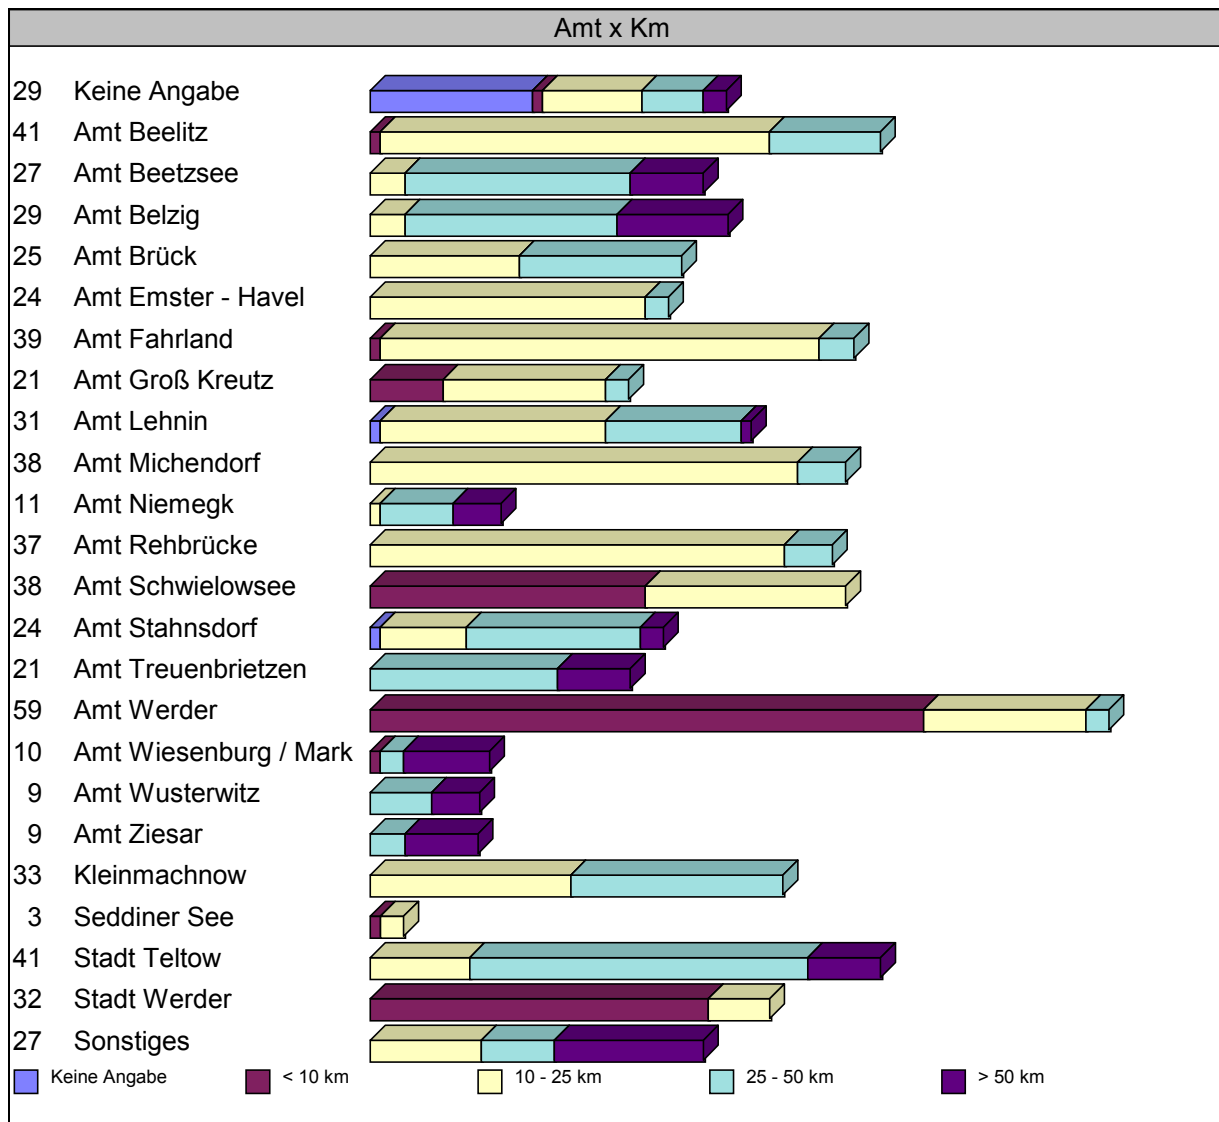 Amt x Km
29 Keine Angabe
41 Amt Beelitz
27 Amt Beetzsee
29 Amt Belzig
25 Amt Brück
24 Amt Emster - Havel
39 Amt Fahrland
21 Amt Groß Kreutz
31 Amt Lehnin
38 Amt Michendorf
11 Amt Niemegk
37 Amt Rehbrücke
38 Amt Schwielowsee
24 Amt Stahnsdorf
21 Amt Treuenbrietzen
59 Amt Werder
10 Amt Wiesenburg / Mark
9 Amt Wusterwitz
9 Amt Ziesar
33 Kleinmachnow
3 Seddiner See
41 Stadt Teltow
32 Stadt Werder
27 Sonstiges
Keine Angabe < 10 km 10 - 25 km 25 - 50 km > 50 km